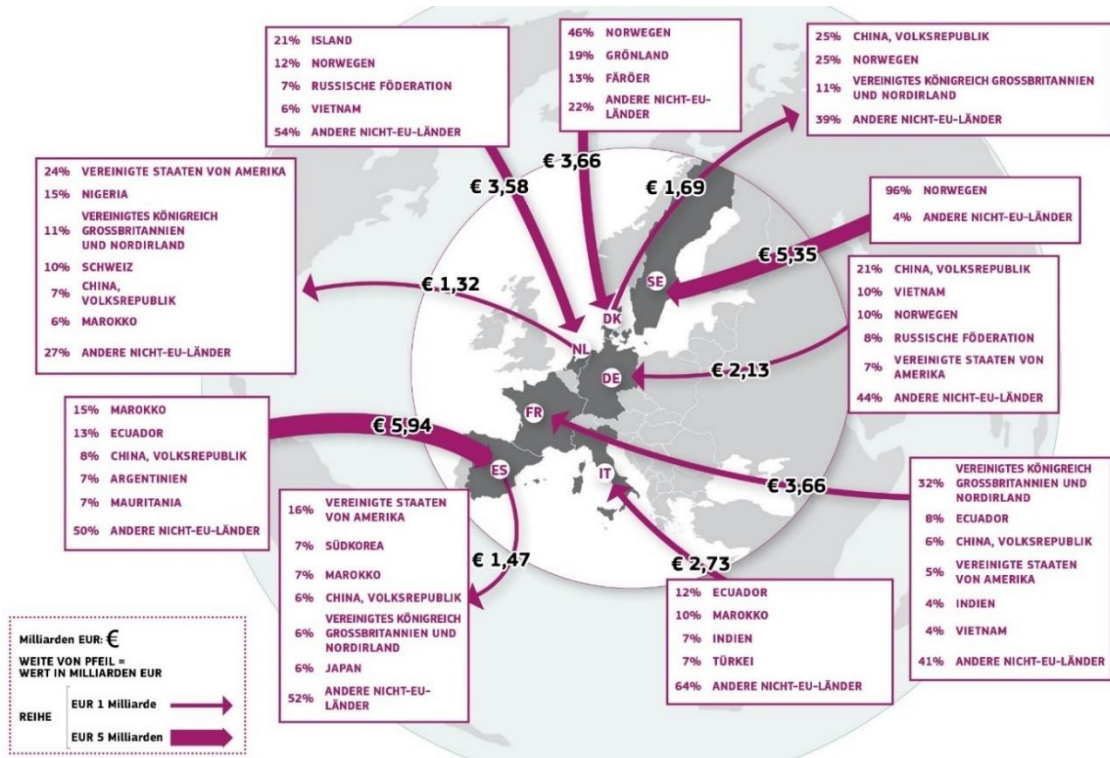 21% ISLAND
12% NORWEGEN
7% RUSSISCHE FÖDERATION
6% VIETNAM
54% ANDERE NICHT-EU-LÄNDER
46% NORWEGEN
19% GRÖNLAND
13% FÄRÖER
22% ANDERE NICHT-EU-
LÄNDER
25% CHINA, VOLKSREPUBLIK
25% NORWEGEN
11% VEREINIGTES KÖNIGREICH GROSSBRITANNIEN
UND NORDIRLAND
39% ANDERE NICHT-EU-LÄNDER
24% VEREINIGTE STAATEN VON AMERIKA
15% NIGERIA
VEREINIGTES KÖNIGREICH
11% GROSSBRITANNIEN
UND NORDIRLAND
10% SCHWEIZ
7% CHINA,
VOLKSREPUBLIK
6% MAROKKO
27% ANDERE NICHT-EU-LÄNDER
€ 3,58
€ 3,66
€ 1,69
96% NORWEGEN
4% ANDERE NICHT-EU-LÄNDER
€ 5,35
€ 1,32
SE
DK
NL
DE
FR
ES
IT
€ 2,13
21% CHINA, VOLKSREPUBLIK
10% VIETNAM
10% NORWEGEN
8% RUSSISCHE FÖDERATION
7% VEREINIGTE STAATEN VON
AMERIKA
44% ANDERE NICHT-EU-LÄNDER
15% MAROKKO
13% ECUADOR
8% CHINA, VOLKSREPUBLIK
7% ARGENTINIEN
7% MAURITANIA
50% ANDERE NICHT-EU-LÄNDER
€ 5,94
€ 3,66
€ 1,47
€ 2,73
16% VEREINIGTE STAATEN
VON AMERIKA
7% SÜDKOREA
7% MAROKKO
6% CHINA, VOLKSREPUBLIK
VEREINIGTES KÖNIGREICH
6% GROSSBRITANNIEN UND
NORDIRLAND
6% JAPAN
52% ANDERE NICHT-EU-
LÄNDER
12% ECUADOR
10% MAROKKO
7% INDIEN
7% TÜRKEI
64% ANDERE NICHT-EU-LÄNDER
VEREINIGTES KÖNIGREICH
32% GROSSBRITANNIEN UND
NORDIRLAND
8% ECUADOR
6% CHINA, VOLKSREPUBLIK
5% VEREINIGTE STAATEN
VON AMERIKA
4% INDIEN
4% VIETNAM
41% ANDERE NICHT-EU-LÄNDER
Milliarden EUR: €
WEITE VON PFEIL =
WERT IN MILLIARDEN EUR
REIHE
EUR 1 Milliarde
EUR 5 Milliarden